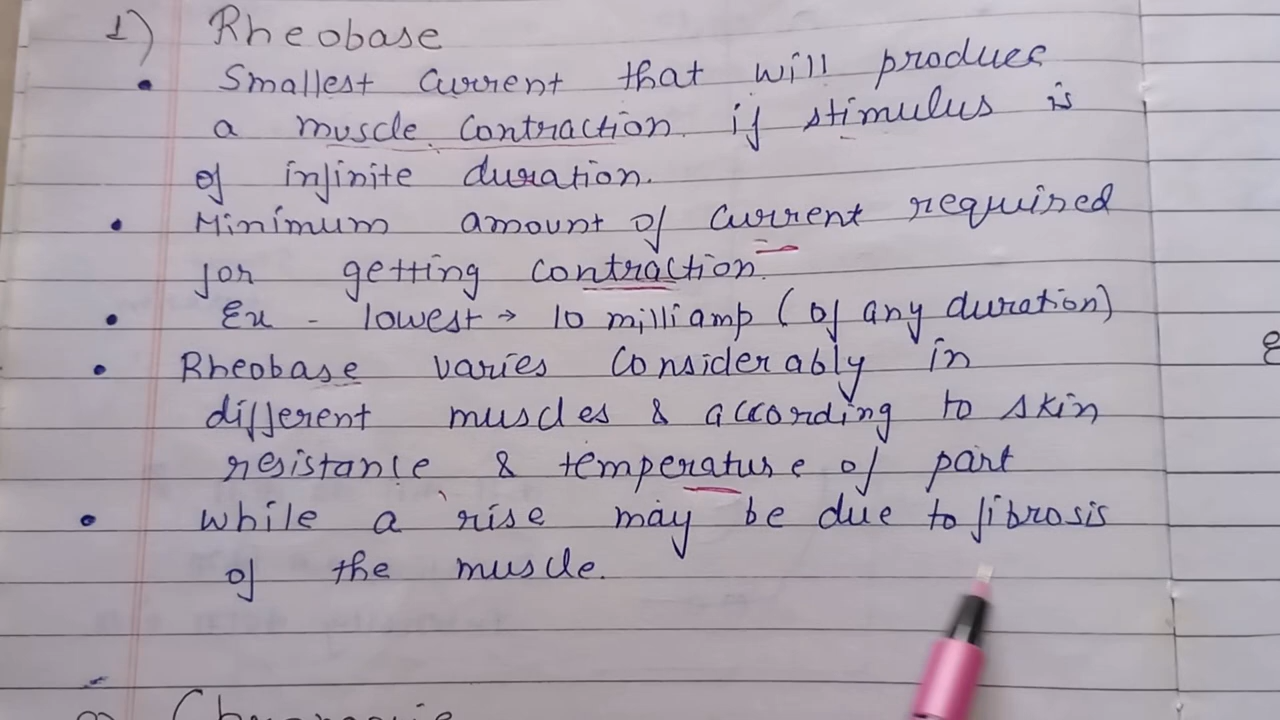 1) Rheobase
• Smallest current that will produce
a muscle contraction if stimulus is
of infinite duration.
• Minimum amount of current required
for getting contraction.
• Ex - lowest → 10 milliamp (of any duration)
• Rheobase varies considerably in
different muscles & according to skin
resistance & temperature of part
• While a rise may be due to fibrosis
of the muscle.